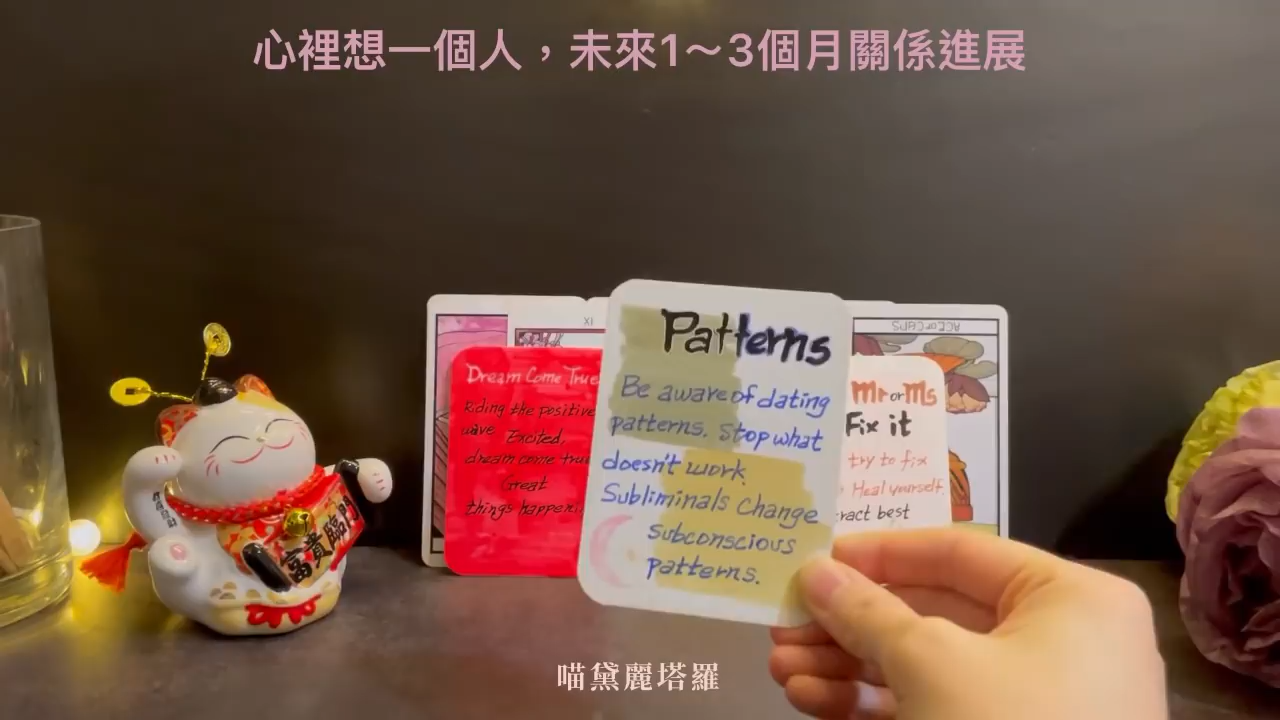 心裡想一個人，未來1～3個月關係進展
XI
ACE OF CUPS
Patterns
Be aware of dating
patterns. Stop what
doesn't work.
Subliminals Change
Subconscious
patterns.
Dream Come True
Riding the positive
wave Excited,
dream come true
Great
things happen
Mr or Ms
Fix it
try to fix
Heal yourself.
best
富貴臨門
喵黛麗塔羅